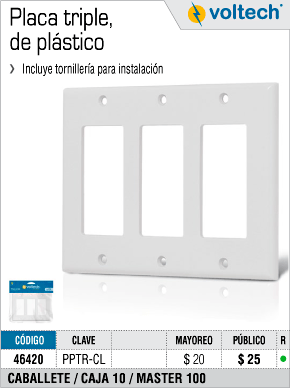 Placa triple,
de plástico
voltech®
Incluye tornillería para instalación
CÓDIGO CLAVE MAYOREO PÚBLICO R
46420 PPTR-CL $ 20 $ 25
CABALLETE / CAJA 10 / MASTER 100